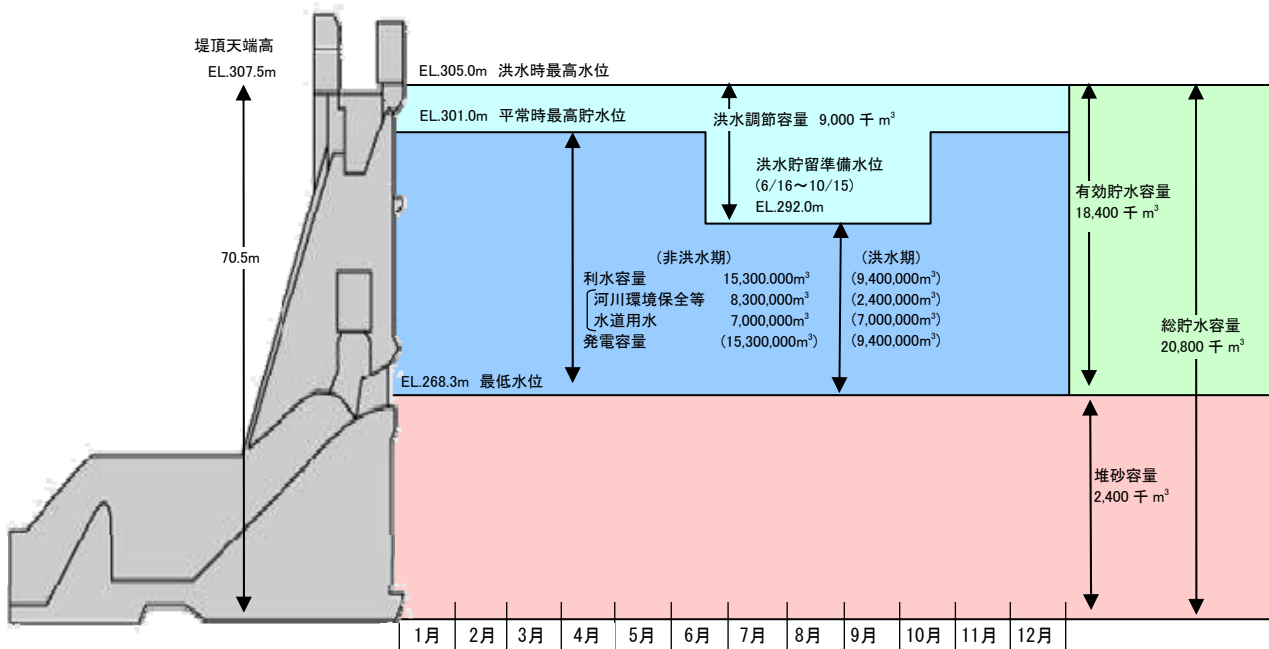 堤頂天端高
EL.307.5m
70.5m
EL.305.0m 洪水時最高水位
EL.301.0m 平常時最高貯水位
洪水調節容量 9,000 千 m³
洪水貯留準備水位
(6/16~10/15)
EL.292.0m
(非洪水期) (洪水期)
利水容量 15,300.000m³ (9,400,000m³)
河川環境保全等 8,300,000m³ (2,400,000m³)
水道用水 7,000,000m³ (7,000,000m³)
発電容量 (15,300,000m³) (9,400,000m³)
EL.268.3m 最低水位
有効貯水容量
18,400 千 m³
総貯水容量
20,800 千 m³
堆砂容量
2,400 千 m³
1月 2月 3月 4月 5月 6月 7月 8月 9月 10月 11月 12月